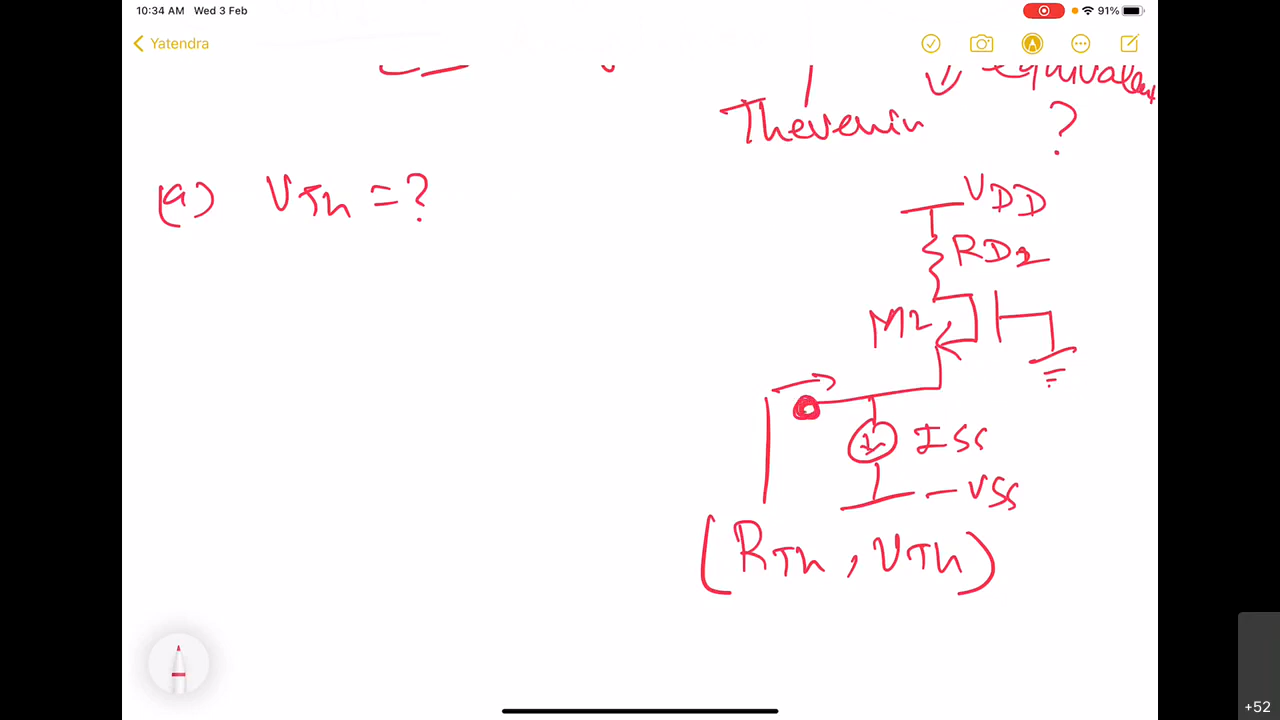 10:34 AM Wed 3 Feb
91%
Yatendra
equivalent
Thevenin ?
(a) VTh = ?
VDD
RD2
M2
ISS
-VSS
(RTh, VTh)
+52